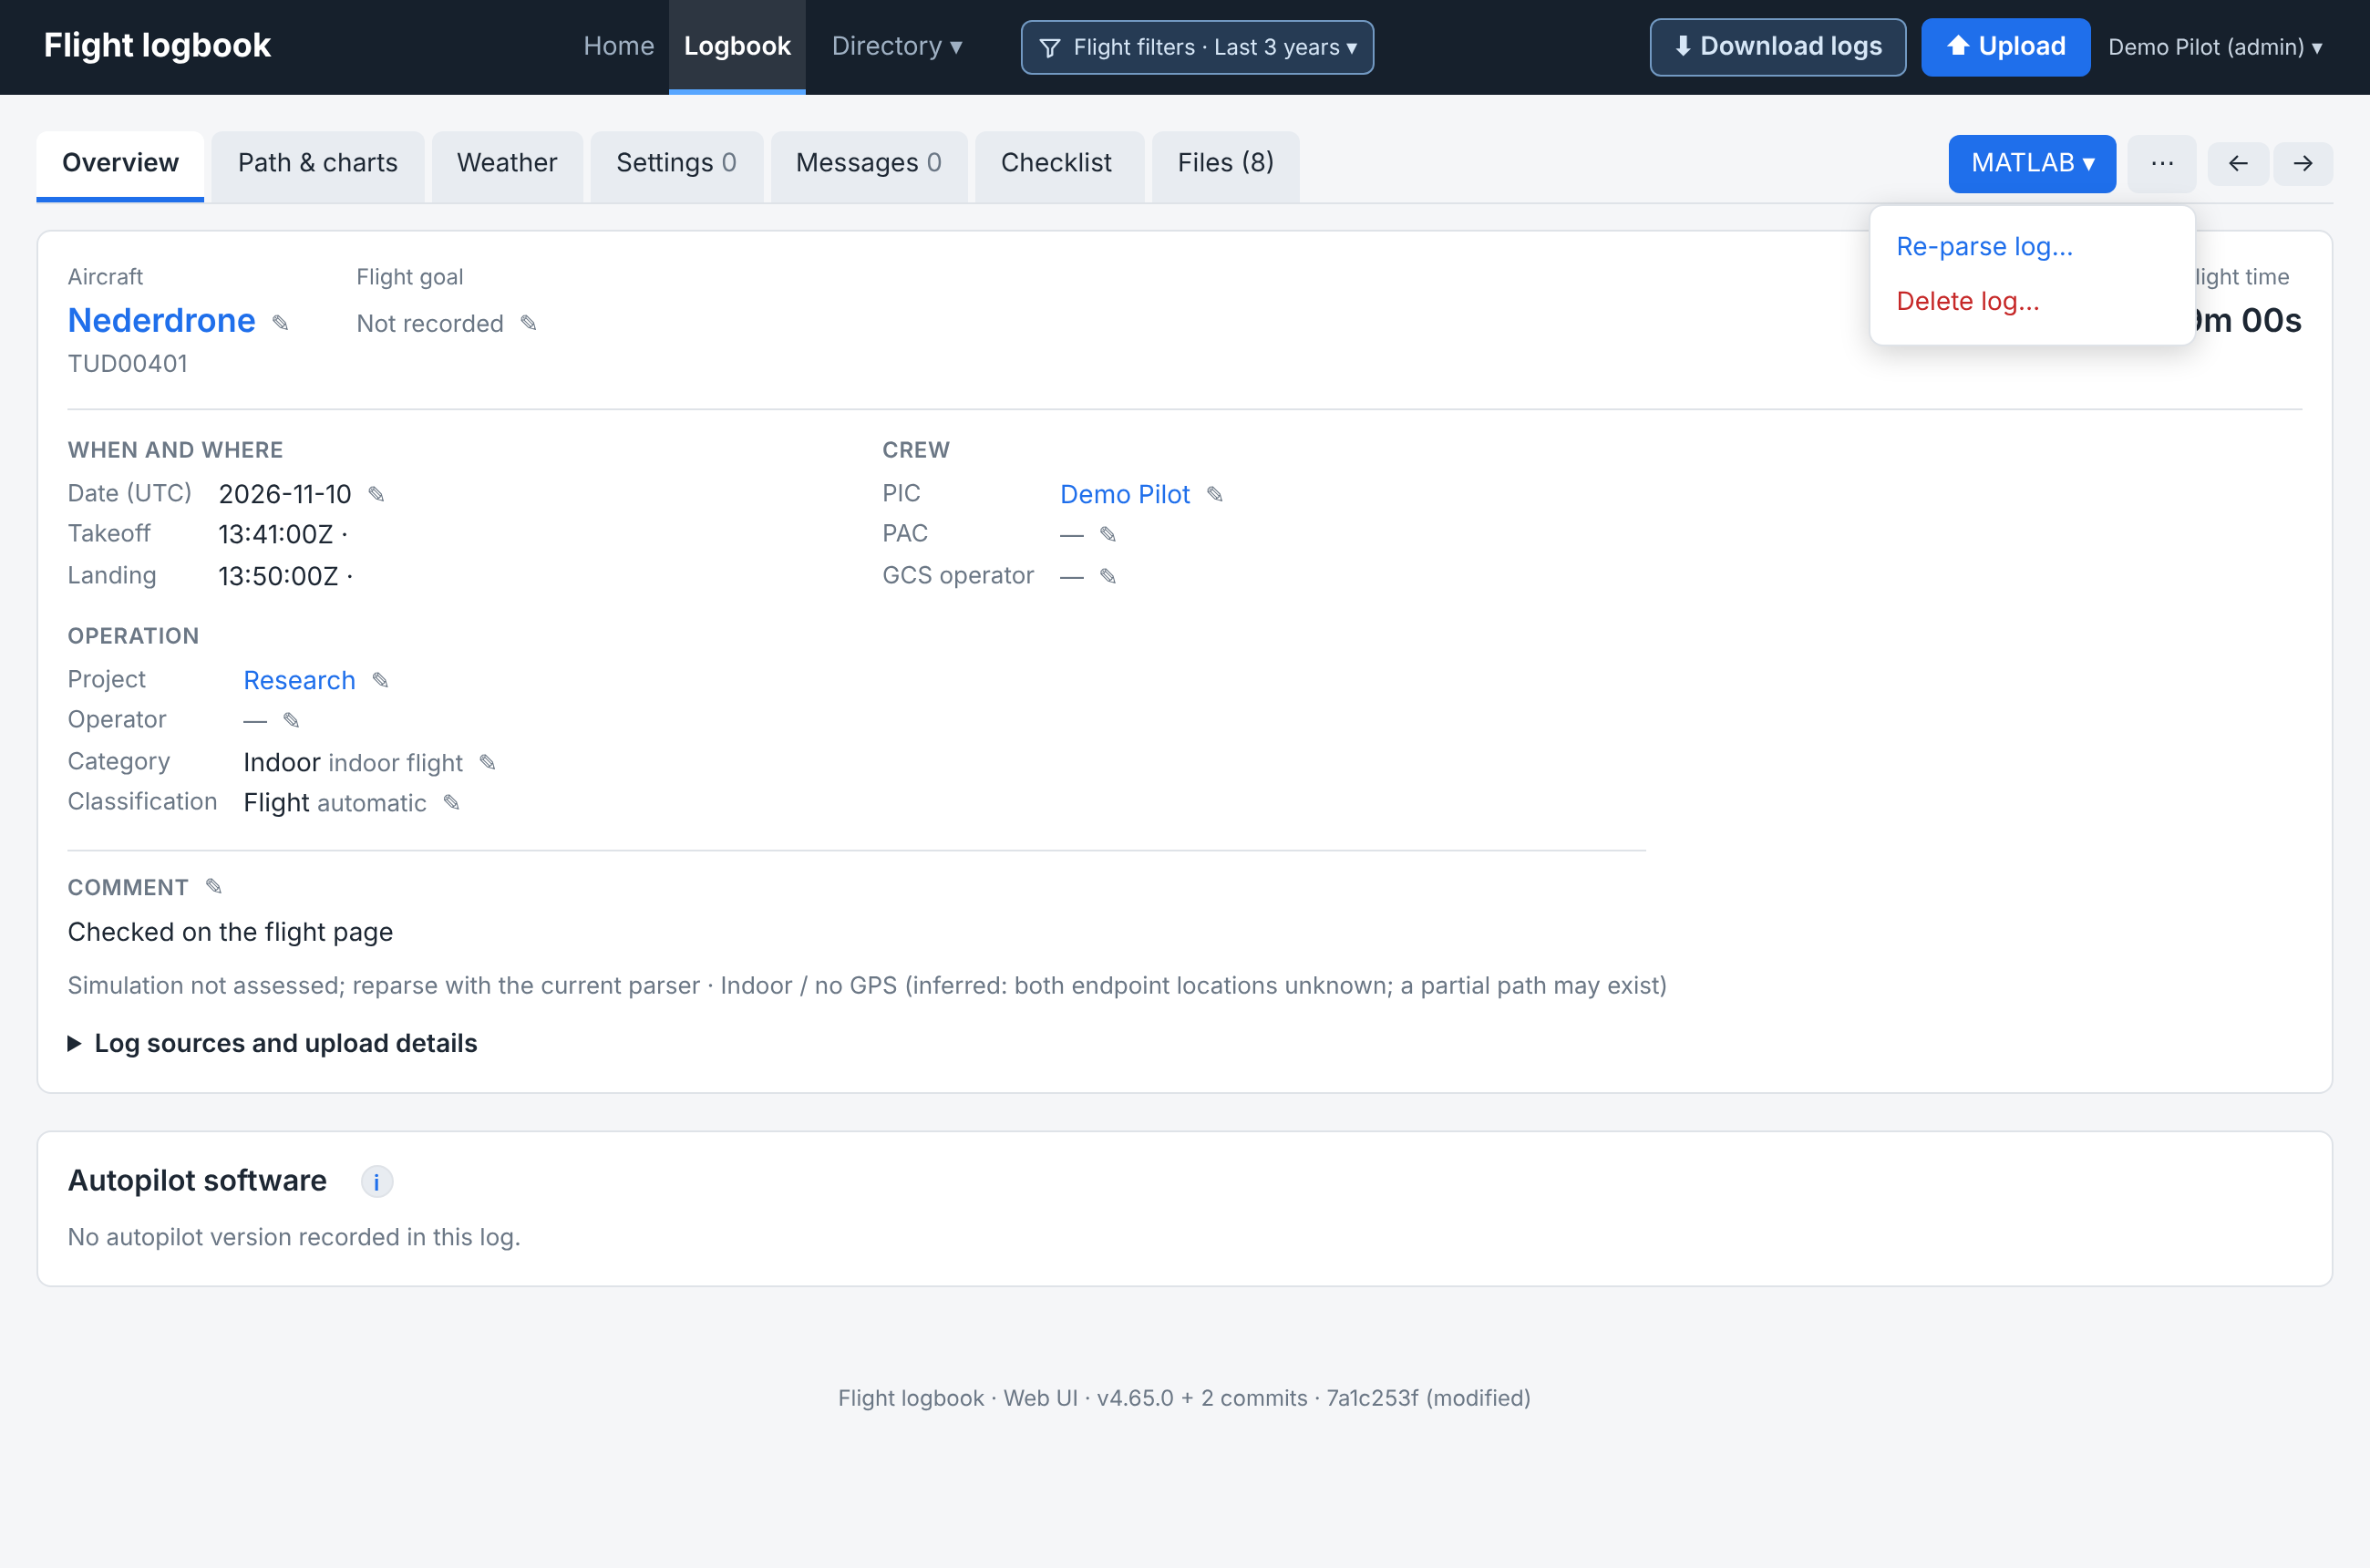 Flight logbook Home Logbook Directory ▾ Flight filters · Last 3 years ▾ ⬇ Download logs ⬆ Upload Demo Pilot (admin) ▾
Overview Path & charts Weather Settings 0 Messages 0 Checklist Files (8) MATLAB ▾ ⋯ ← →
Re-parse log...
Delete log...
Aircraft Flight goal light time
Nederdrone ✎ Not recorded ✎ m 00s
TUD00401
WHEN AND WHERE
Date (UTC) 2026-11-10 ✎
Takeoff 13:41:00Z ·
Landing 13:50:00Z ·
CREW
PIC Demo Pilot ✎
PAC — ✎
GCS operator — ✎
OPERATION
Project Research ✎
Operator — ✎
Category Indoor indoor flight ✎
Classification Flight automatic ✎
COMMENT ✎
Checked on the flight page
Simulation not assessed; reparse with the current parser · Indoor / no GPS (inferred: both endpoint locations unknown; a partial path may exist)
▶ Log sources and upload details
Autopilot software i
No autopilot version recorded in this log.
Flight logbook · Web UI · v4.65.0 + 2 commits · 7a1c253f (modified)